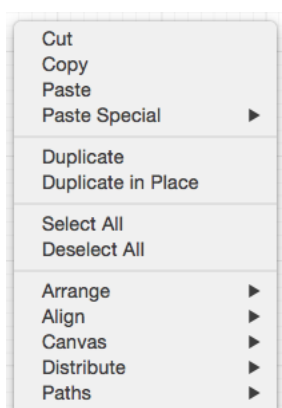 Cut
Copy
Paste
Paste Special
Duplicate
Duplicate in Place
Select All
Deselect All
Arrange
Align
Canvas
Distribute
Paths